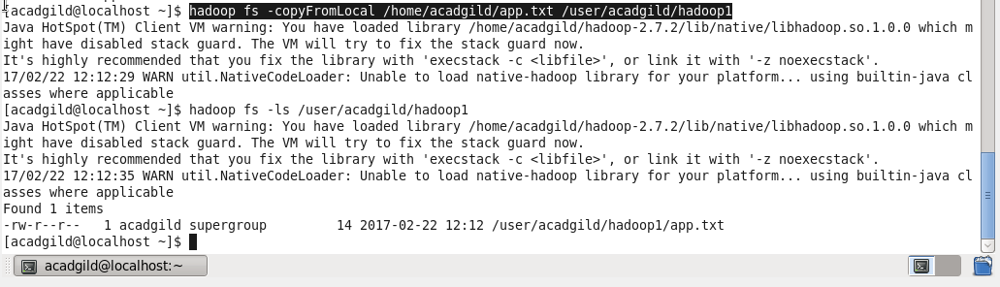 [acadgild@localhost ~]$ hadoop fs -copyFromLocal /home/acadgild/app.txt /user/acadgild/hadoop1
Java HotSpot(TM) Client VM warning: You have loaded library /home/acadgild/hadoop-2.7.2/lib/native/libhadoop.so.1.0.0 which m
ight have disabled stack guard. The VM will try to fix the stack guard now.
It's highly recommended that you fix the library with 'execstack -c <libfile>', or link it with '-z noexecstack'.
17/02/22 12:12:29 WARN util.NativeCodeLoader: Unable to load native-hadoop library for your platform... using builtin-java cl
asses where applicable
[acadgild@localhost ~]$ hadoop fs -ls /user/acadgild/hadoop1
Java HotSpot(TM) Client VM warning: You have loaded library /home/acadgild/hadoop-2.7.2/lib/native/libhadoop.so.1.0.0 which m
ight have disabled stack guard. The VM will try to fix the stack guard now.
It's highly recommended that you fix the library with 'execstack -c <libfile>', or link it with '-z noexecstack'.
17/02/22 12:12:35 WARN util.NativeCodeLoader: Unable to load native-hadoop library for your platform... using builtin-java cl
asses where applicable
Found 1 items
-rw-r--r--   1 acadgild supergroup         14 2017-02-22 12:12 /user/acadgild/hadoop1/app.txt
[acadgild@localhost ~]$
acadgild@localhost:~